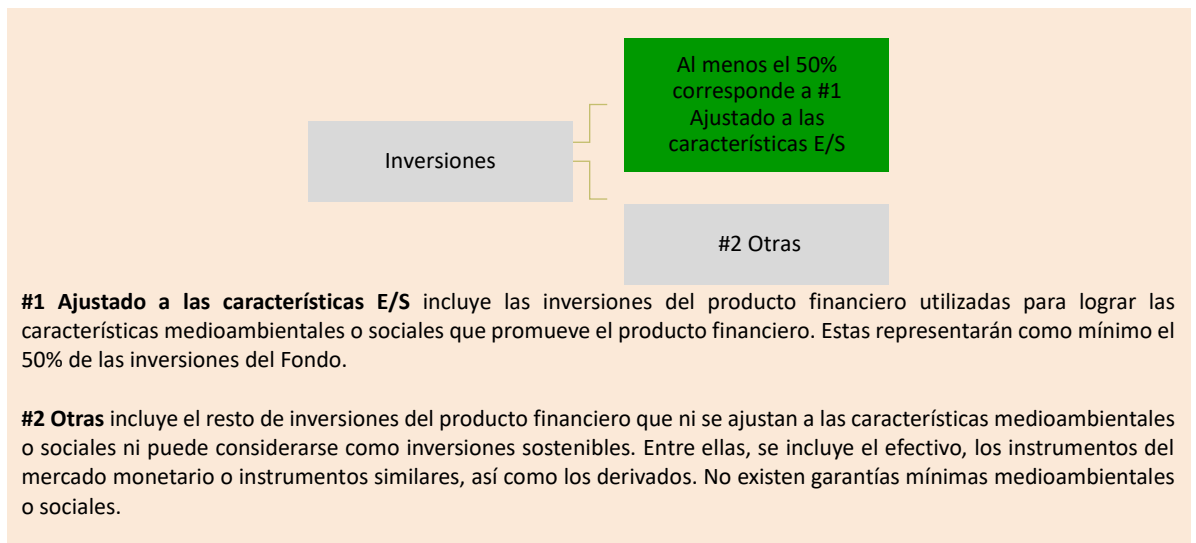 Al menos el 50%
corresponde a #1
Ajustado a las
características E/S
Inversiones
#2 Otras
#1 Ajustado a las características E/S incluye las inversiones del producto financiero utilizadas para lograr las
características medioambientales o sociales que promueve el producto financiero. Estas representarán como mínimo el
50% de las inversiones del Fondo.
#2 Otras incluye el resto de inversiones del producto financiero que ni se ajustan a las características medioambientales
o sociales ni puede considerarse como inversiones sostenibles. Entre ellas, se incluye el efectivo, los instrumentos del
mercado monetario o instrumentos similares, así como los derivados. No existen garantías mínimas medioambientales
o sociales.